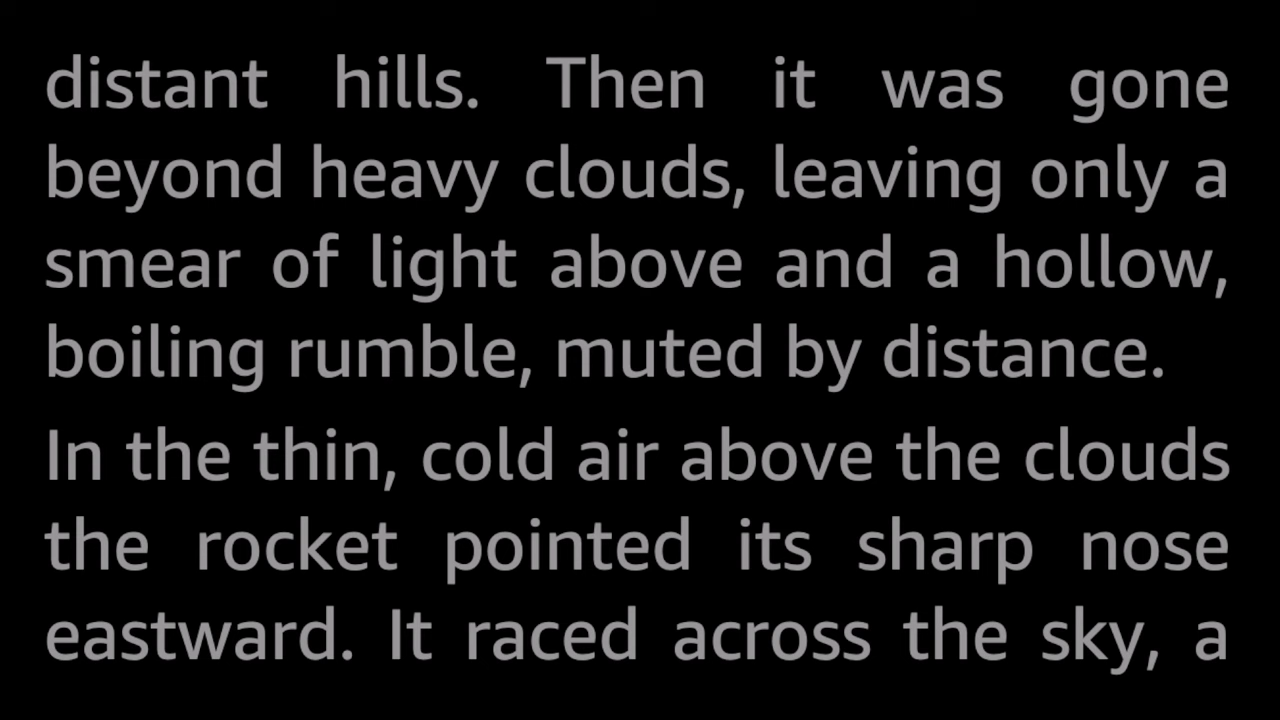 distant hills. Then it was gone
beyond heavy clouds, leaving only a
smear of light above and a hollow,
boiling rumble, muted by distance.
In the thin, cold air above the clouds
the rocket pointed its sharp nose
eastward. It raced across the sky, a